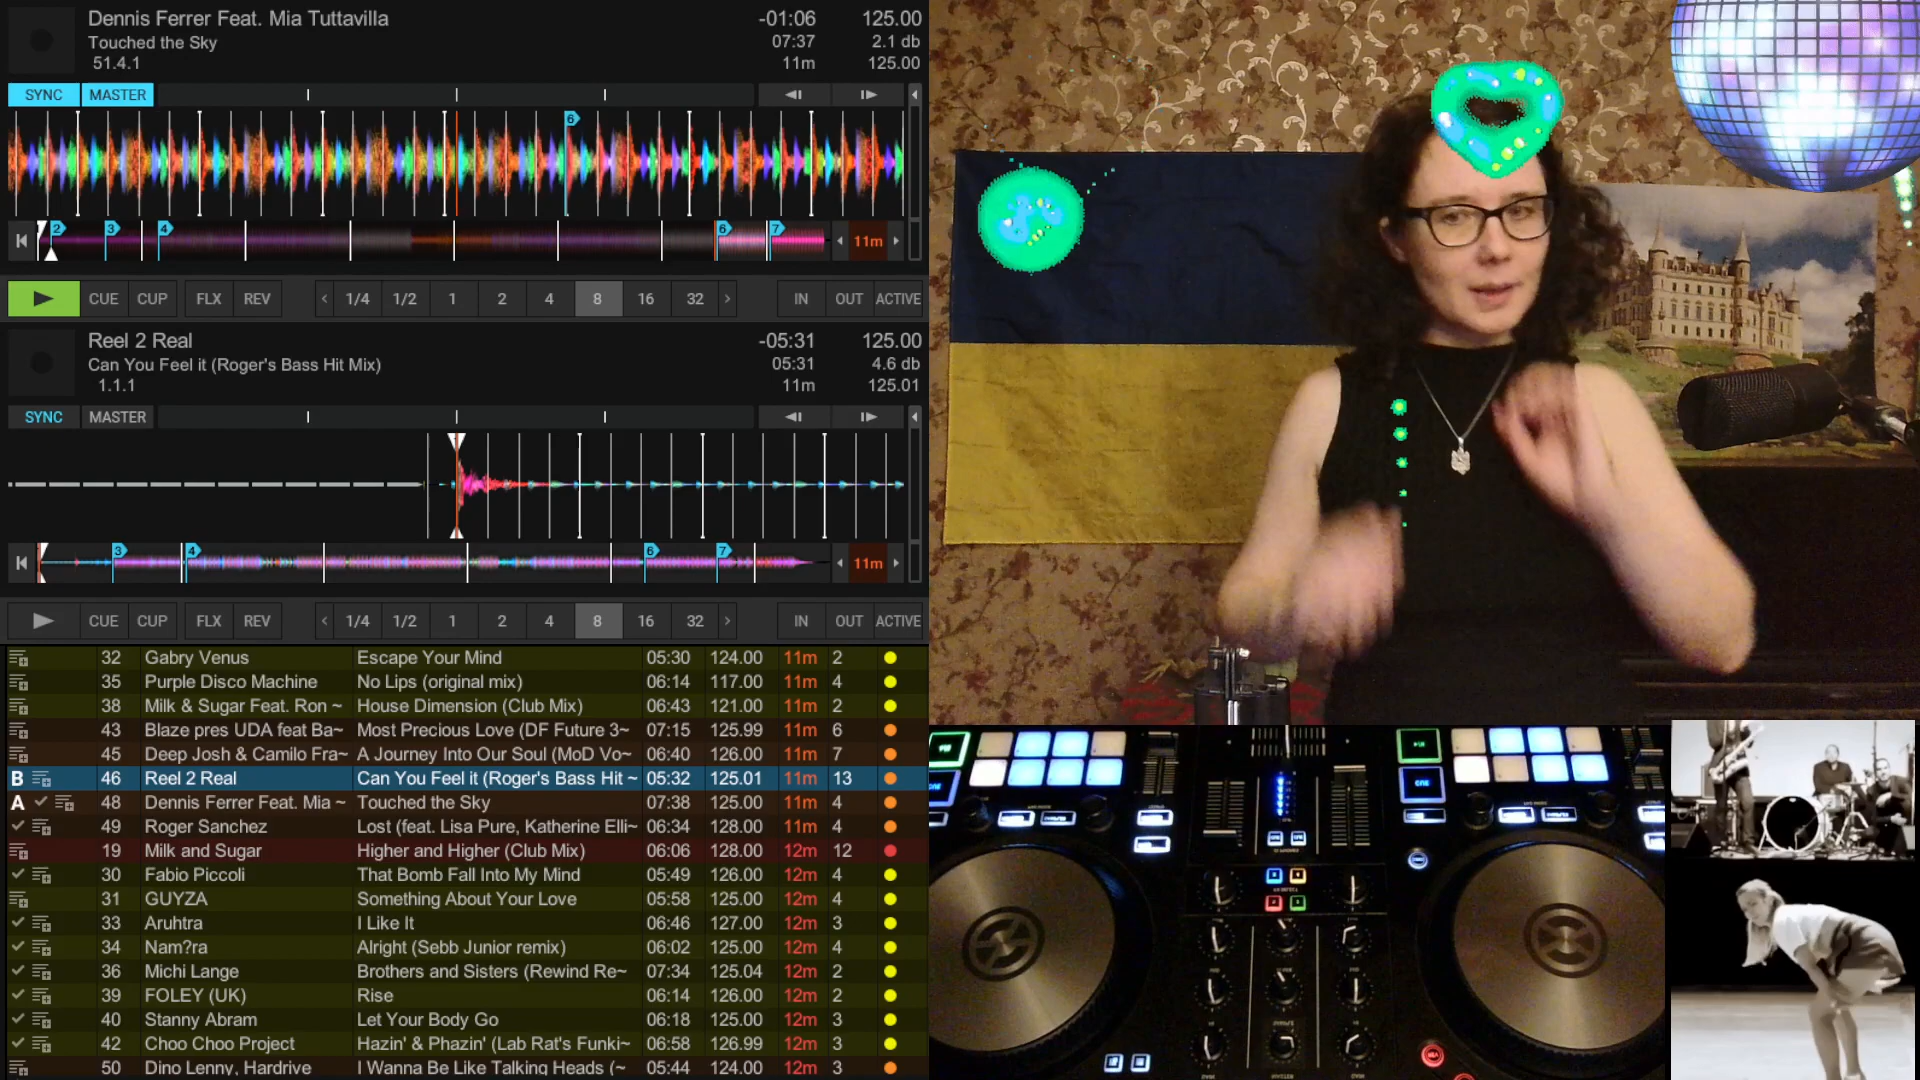 Dennis Ferrer Feat. Mia Tuttavilla -01:06 125.00
Touched the Sky 07:37 2.1 db
51.4.1 11m 125.00
SYNC MASTER
6
2 3 4 6 7 11m
CUE CUP FLX REV 1/4 1/2 1 2 4 8 16 32 IN OUT ACTIVE
Reel 2 Real -05:31 125.00
Can You Feel it (Roger's Bass Hit Mix) 05:31 4.6 db
1.1.1 11m 125.01
SYNC MASTER
3 4 6 7 11m
CUE CUP FLX REV 1/4 1/2 1 2 4 8 16 32 IN OUT ACTIVE
32 Gabry Venus Escape Your Mind 05:30 124.00 11m 2
35 Purple Disco Machine No Lips (original mix) 06:14 117.00 11m 4
38 Milk & Sugar Feat. Ron ~ House Dimension (Club Mix) 06:43 121.00 11m 2
43 Blaze pres UDA feat Ba~ Most Precious Love (DF Future 3~ 07:15 125.99 11m 6
45 Deep Josh & Camilo Fra~ A Journey Into Our Soul (MoD Vo~ 06:40 126.00 11m 7
B 46 Reel 2 Real Can You Feel it (Roger's Bass Hit ~ 05:32 125.01 11m 13
A 48 Dennis Ferrer Feat. Mia ~ Touched the Sky 07:38 125.00 11m 4
49 Roger Sanchez Lost (feat. Lisa Pure, Katherine Elli~ 06:34 128.00 11m 4
19 Milk and Sugar Higher and Higher (Club Mix) 06:06 128.00 12m 12
30 Fabio Piccoli That Bomb Fall Into My Mind 05:49 126.00 12m 4
31 GUYZA Something About Your Love 05:58 125.00 12m 4
33 Aruhtra I Like It 06:46 127.00 12m 3
34 Nam?ra Alright (Sebb Junior remix) 06:02 125.00 12m 4
36 Michi Lange Brothers and Sisters (Rewind Re~ 07:34 125.04 12m 2
39 FOLEY (UK) Rise 06:14 126.00 12m 2
40 Stanny Abram Let Your Body Go 06:18 125.00 12m 3
42 Choo Choo Project Hazin' & Phazin' (Lab Rat's Funki~ 06:58 126.99 12m 3
50 Dino Lenny, Hardrive I Wanna Be Like Talking Heads (~ 05:44 124.00 12m 3